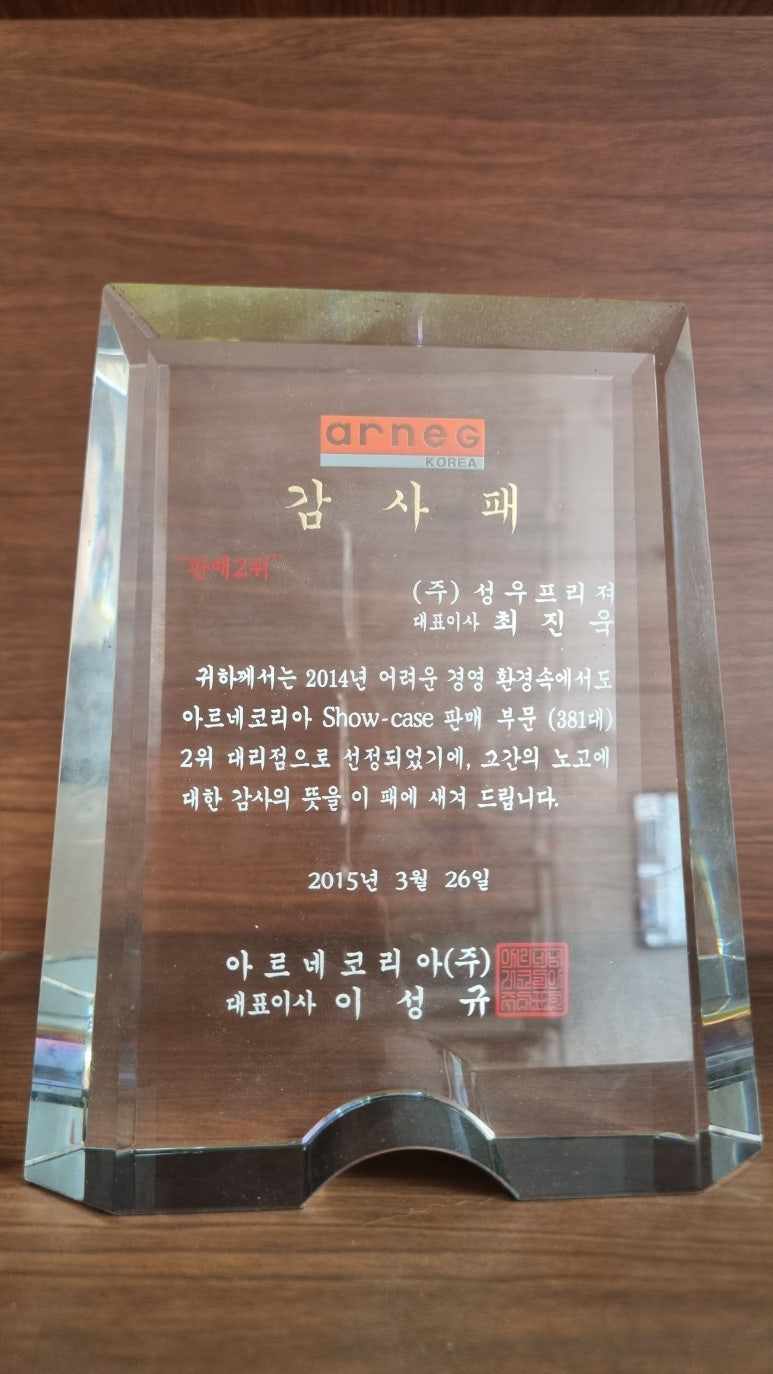 arneG
KOREA
감 사 패
"판매2위"
(주) 성우프리져
대표이사 최 진 욱
귀하께서는 2014년 어려운 경영 환경속에서도
아르네코리아 Show-case 판매 부문 (381대)
2위 대리점으로 선정되었기에, 그간의 노고에
대한 감사의 뜻을 이 패에 새겨 드립니다.
2015년 3월 26일
아르네코리아(주)
대표이사 이 성 규